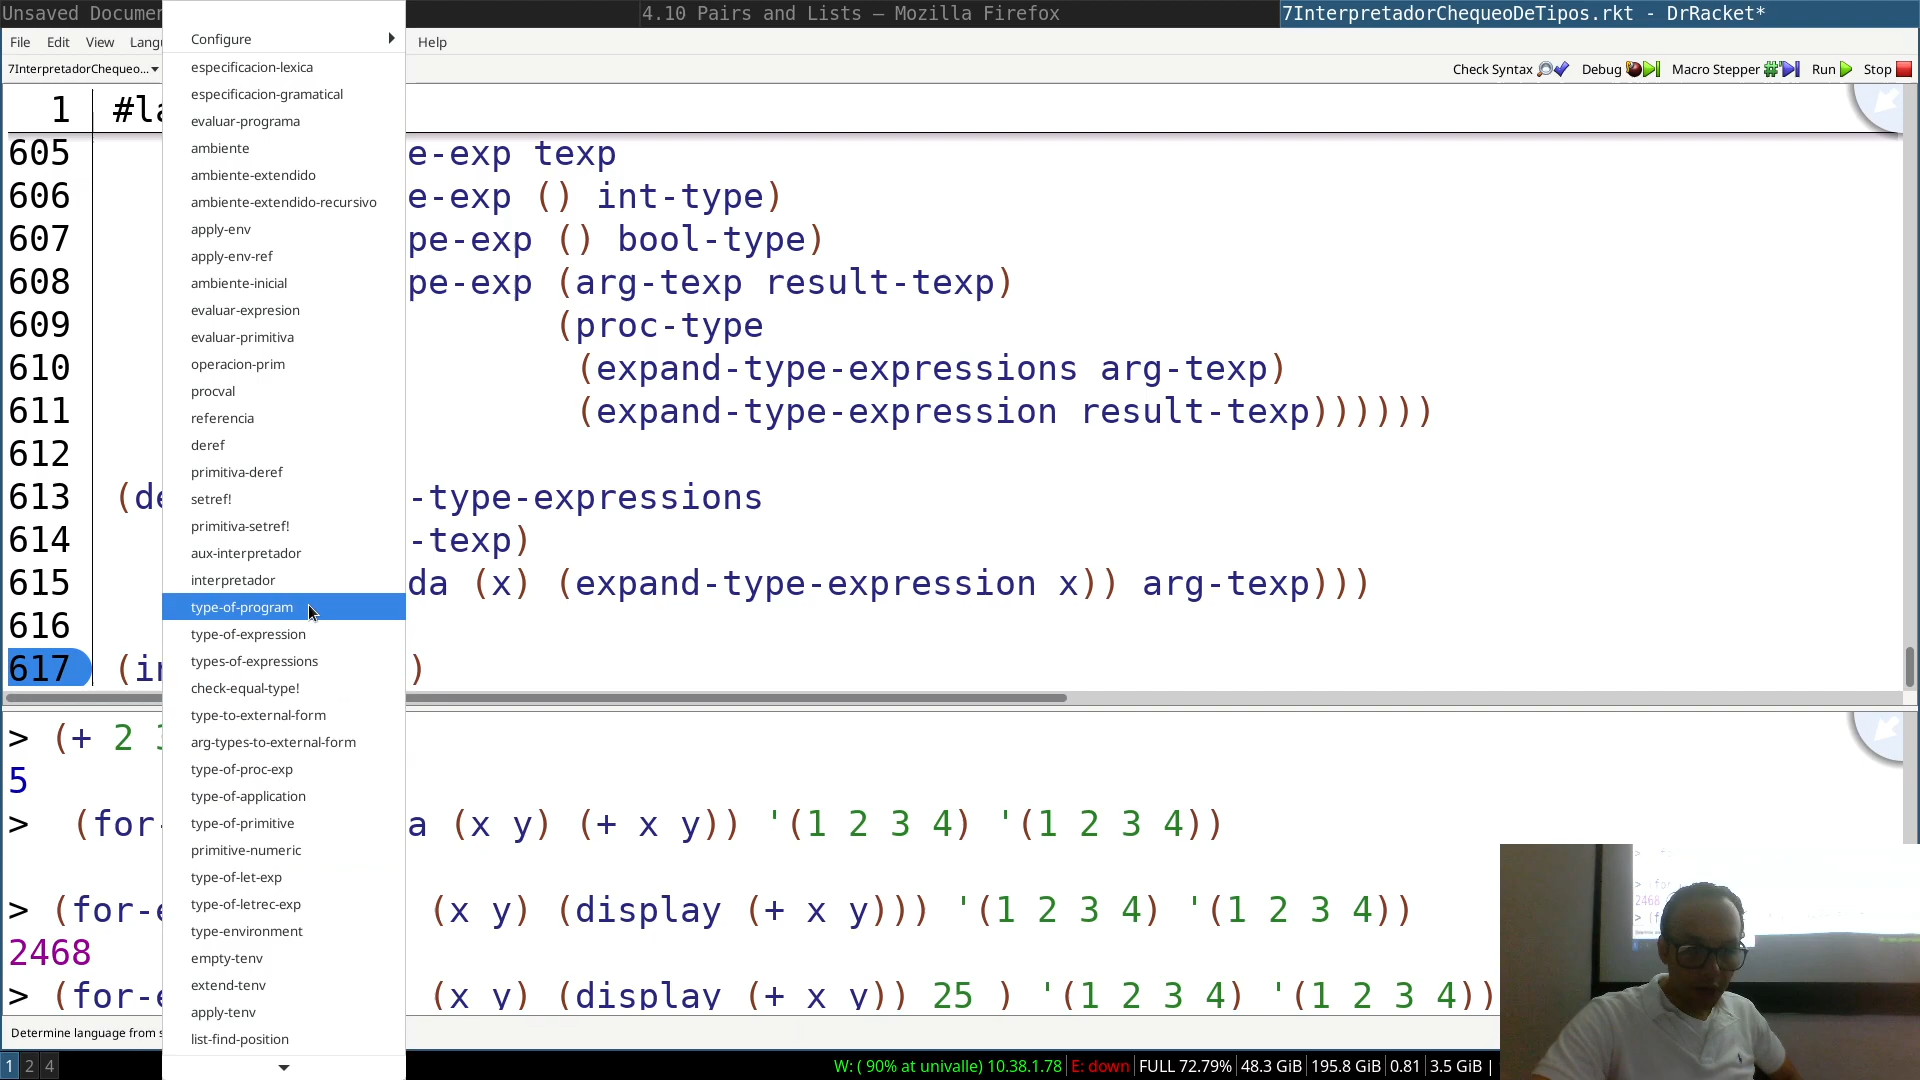 Unsaved Documen
4.10 Pairs and Lists — Mozilla Firefox
7InterpretadorChequeoDeTipos.rkt - DrRacket*
File Edit View Langu
Help
7InterpretadorChequeo...
Check Syntax
Debug
Macro Stepper
Run
Stop
Configure
especificacion-lexica
especificacion-gramatical
evaluar-programa
ambiente
ambiente-extendido
ambiente-extendido-recursivo
apply-env
apply-env-ref
ambiente-inicial
evaluar-expresion
evaluar-primitiva
operacion-prim
procval
referencia
deref
primitiva-deref
setref!
primitiva-setref!
aux-interpretador
interpretador
type-of-program
type-of-expression
types-of-expressions
check-equal-type!
type-to-external-form
arg-types-to-external-form
type-of-proc-exp
type-of-application
type-of-primitive
primitive-numeric
type-of-let-exp
type-of-letrec-exp
type-environment
empty-tenv
extend-tenv
apply-tenv
list-find-position
1 #la
605 e-exp texp
606 e-exp () int-type)
607 pe-exp () bool-type)
608 pe-exp (arg-texp result-texp)
609 (proc-type
610 (expand-type-expressions arg-texp)
611 (expand-type-expression result-texp))))))
612
613 (de -type-expressions
614 -texp)
615 da (x) (expand-type-expression x)) arg-texp)))
616
617 (in )
> (+ 2 3
5
> (for- a (x y) (+ x y)) '(1 2 3 4) '(1 2 3 4))
> (for-e (x y) (display (+ x y))) '(1 2 3 4) '(1 2 3 4))
2468
> (for-e (x y) (display (+ x y)) 25 ) '(1 2 3 4) '(1 2 3 4))
Determine language from s
1 2 4
W: ( 90% at univalle) 10.38.1.78 | E: down | FULL 72.79% | 48.3 GiB | 195.8 GiB | 0.81 | 3.5 GiB |